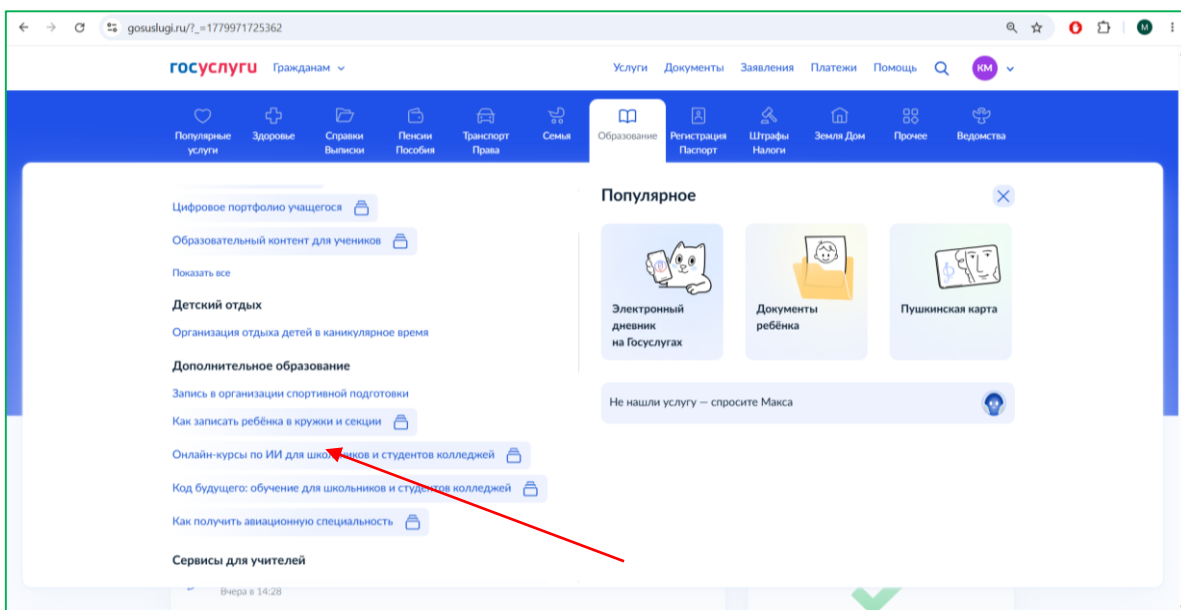 gosuslugi.ru/?_=1779971725362
М
госуслуги Гражданам Услуги Документы Заявления Платежи Помощь КМ
Популярные услуги
Здоровье
Справки Выписки
Пенсии Пособия
Транспорт Права
Семья
Образование
Регистрация Паспорт
Штрафы Налоги
Земля Дом
Прочее
Ведомства
Цифровое портфолио учащегося
Образовательный контент для учеников
Показать все
Детский отдых
Организация отдыха детей в каникулярное время
Дополнительное образование
Запись в организации спортивной подготовки
Как записать ребёнка в кружки и секции
Онлайн-курсы по ИИ для школьников и студентов колледжей
Код будущего: обучение для школьников и студентов колледжей
Как получить авиационную специальность
Сервисы для учителей
Популярное
Электронный
дневник
на Госуслугах
Документы
ребёнка
Пушкинская карта
Не нашли услугу — спросите Макса
Вчера в 14:28